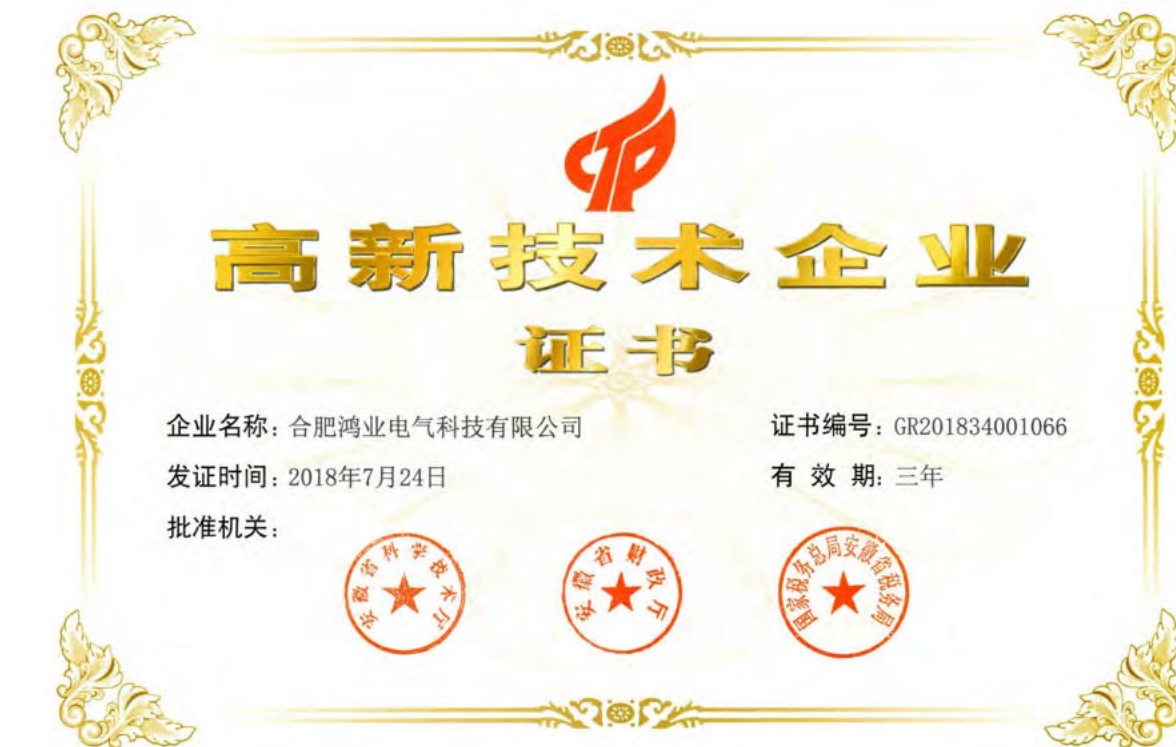 高新技术企业
证书
企业名称：合肥鸿业电气科技有限公司
证书编号：GR201834001066
发证时间：2018年7月24日
有效期：三年
批准机关：
安徽省科学技术厅
安徽省财政厅
国家税务总局安徽省税务局